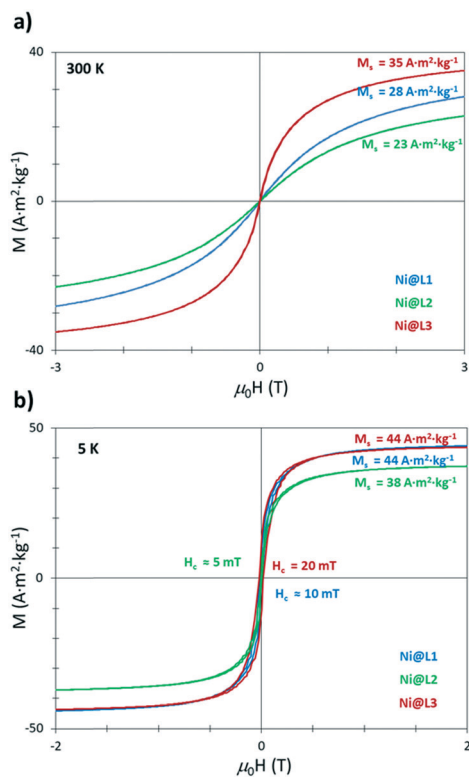 a)
40
300 K
Mₛ = 35 A·m²·kg⁻¹
Mₛ = 28 A·m²·kg⁻¹
Mₛ = 23 A·m²·kg⁻¹
M (A·m²·kg⁻¹)
0
Ni@L1
Ni@L2
Ni@L3
-40
-3
0
3
μ₀H (T)
b)
50
5 K
Mₛ = 44 A·m²·kg⁻¹
Mₛ = 44 A·m²·kg⁻¹
Mₛ = 38 A·m²·kg⁻¹
M (A·m²·kg⁻¹)
H꜀ ≈ 5 mT
H꜀ = 20 mT
0
H꜀ ≈ 10 mT
Ni@L1
Ni@L2
Ni@L3
-50
-2
0
2
μ₀H (T)